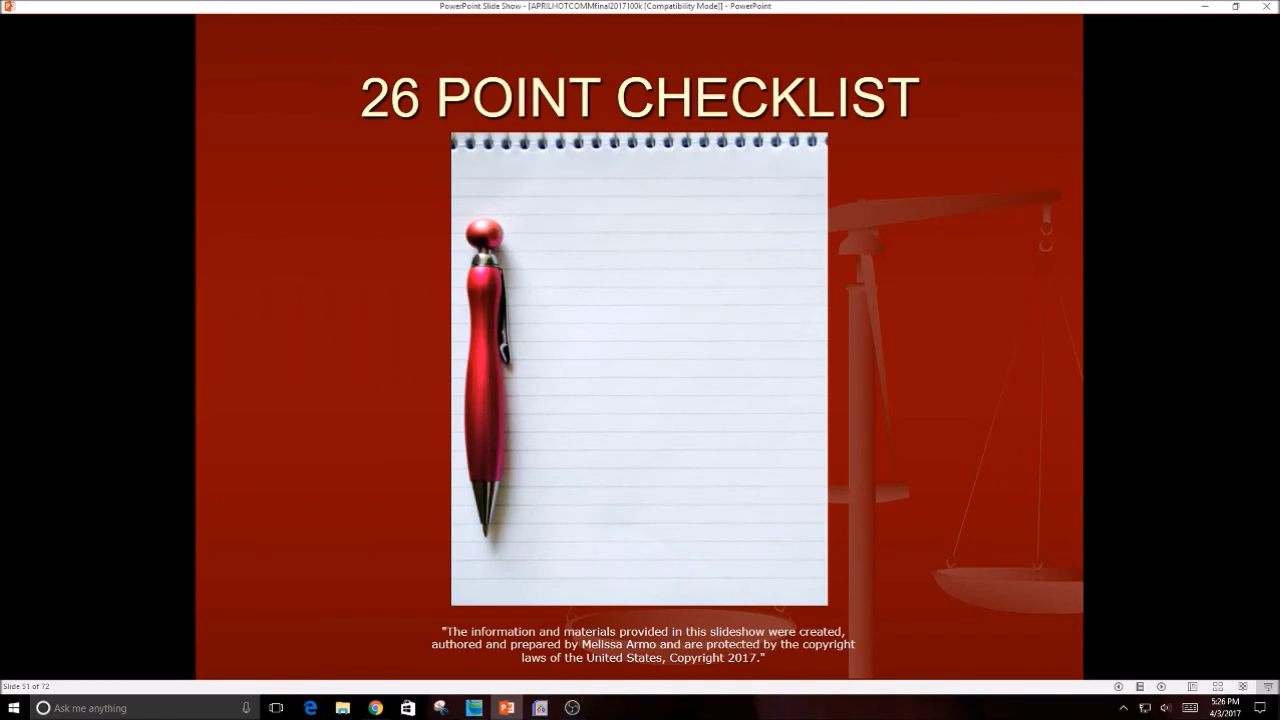 PowerPoint Slide Show - [APRILHOTCOMMfinal2017100k [Compatibility Mode]] - PowerPoint
26 POINT CHECKLIST
"The information and materials provided in this slideshow were created,
authored and prepared by Melissa Armo and are protected by the copyright
laws of the United States, Copyright 2017."
Slide 51 of 72
Ask me anything
5:26 PM
4/3/2017